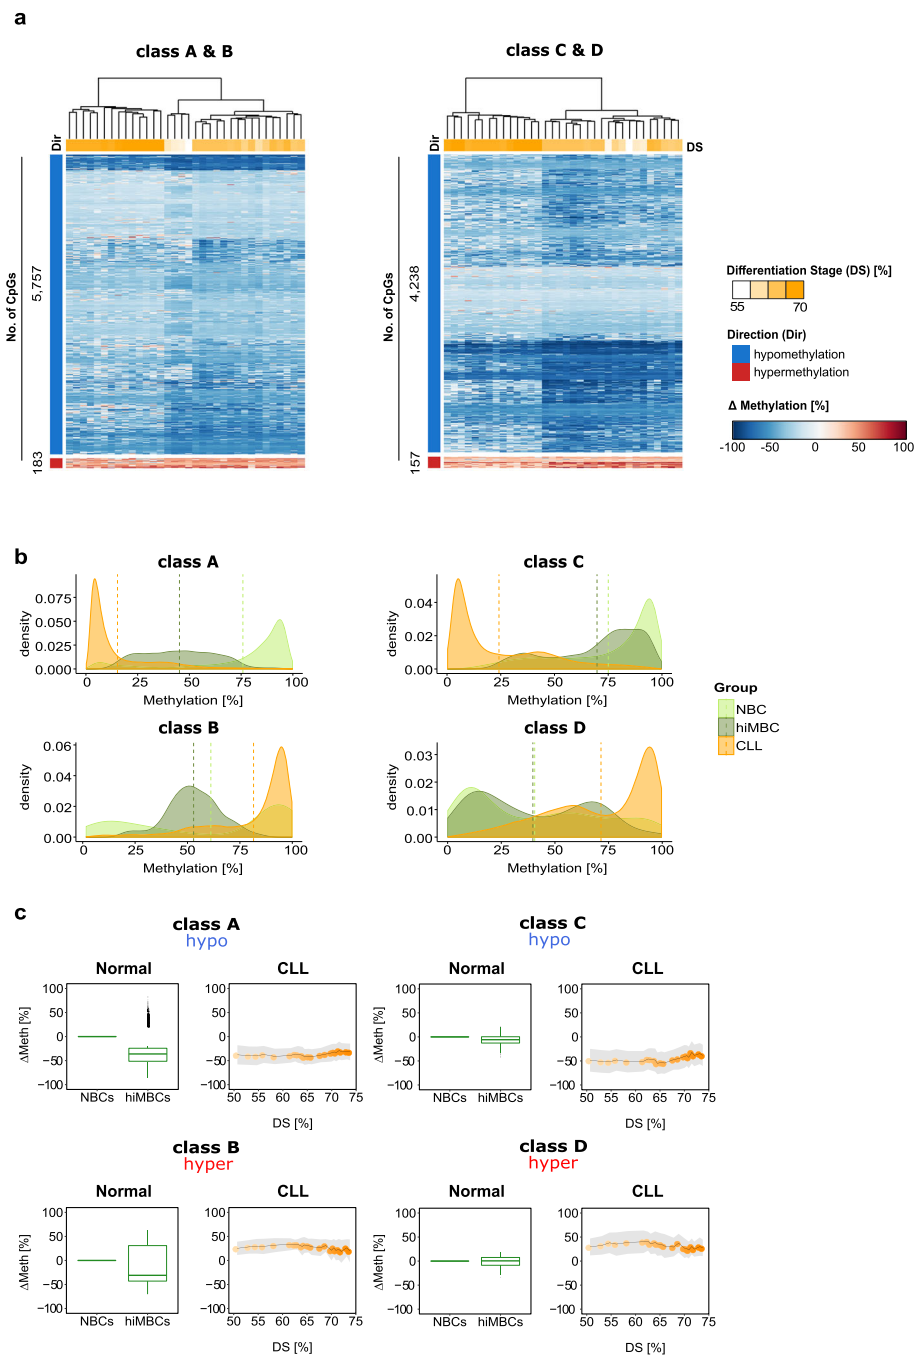 a
class A & B
class C & D
Dir
Dir
DS
No. of CpGs
5,757
183
No. of CpGs
4,238
157
Differentiation Stage (DS) [%]
55 70
Direction (Dir)
hypomethylation
hypermethylation
Δ Methylation [%]
-100 -50 0 50 100
b
class A
density
0.075
0.050
0.025
0.000
0 25 50 75 100
Methylation [%]
class C
density
0.04
0.02
0.00
0 25 50 75 100
Methylation [%]
Group
NBC
hiMBC
CLL
class B
density
0.06
0.04
0.02
0.00
0 25 50 75 100
Methylation [%]
class D
density
0.03
0.02
0.01
0.00
0 25 50 75 100
Methylation [%]
c
class A
hypo
Normal
CLL
ΔMeth [%]
100
50
0
−50
−100
NBCs hiMBCs
100
50
0
−50
−100
50 55 60 65 70 75
DS [%]
class C
hypo
Normal
CLL
ΔMeth [%]
100
50
0
−50
−100
NBCs hiMBCs
100
50
0
−50
−100
50 55 60 65 70 75
DS [%]
class B
hyper
Normal
CLL
ΔMeth [%]
100
50
0
−50
−100
NBCs hiMBCs
100
50
0
−50
−100
50 55 60 65 70 75
DS [%]
class D
hyper
Normal
CLL
ΔMeth [%]
100
50
0
−50
−100
NBCs hiMBCs
100
50
0
−50
−100
50 55 60 65 70 75
DS [%]